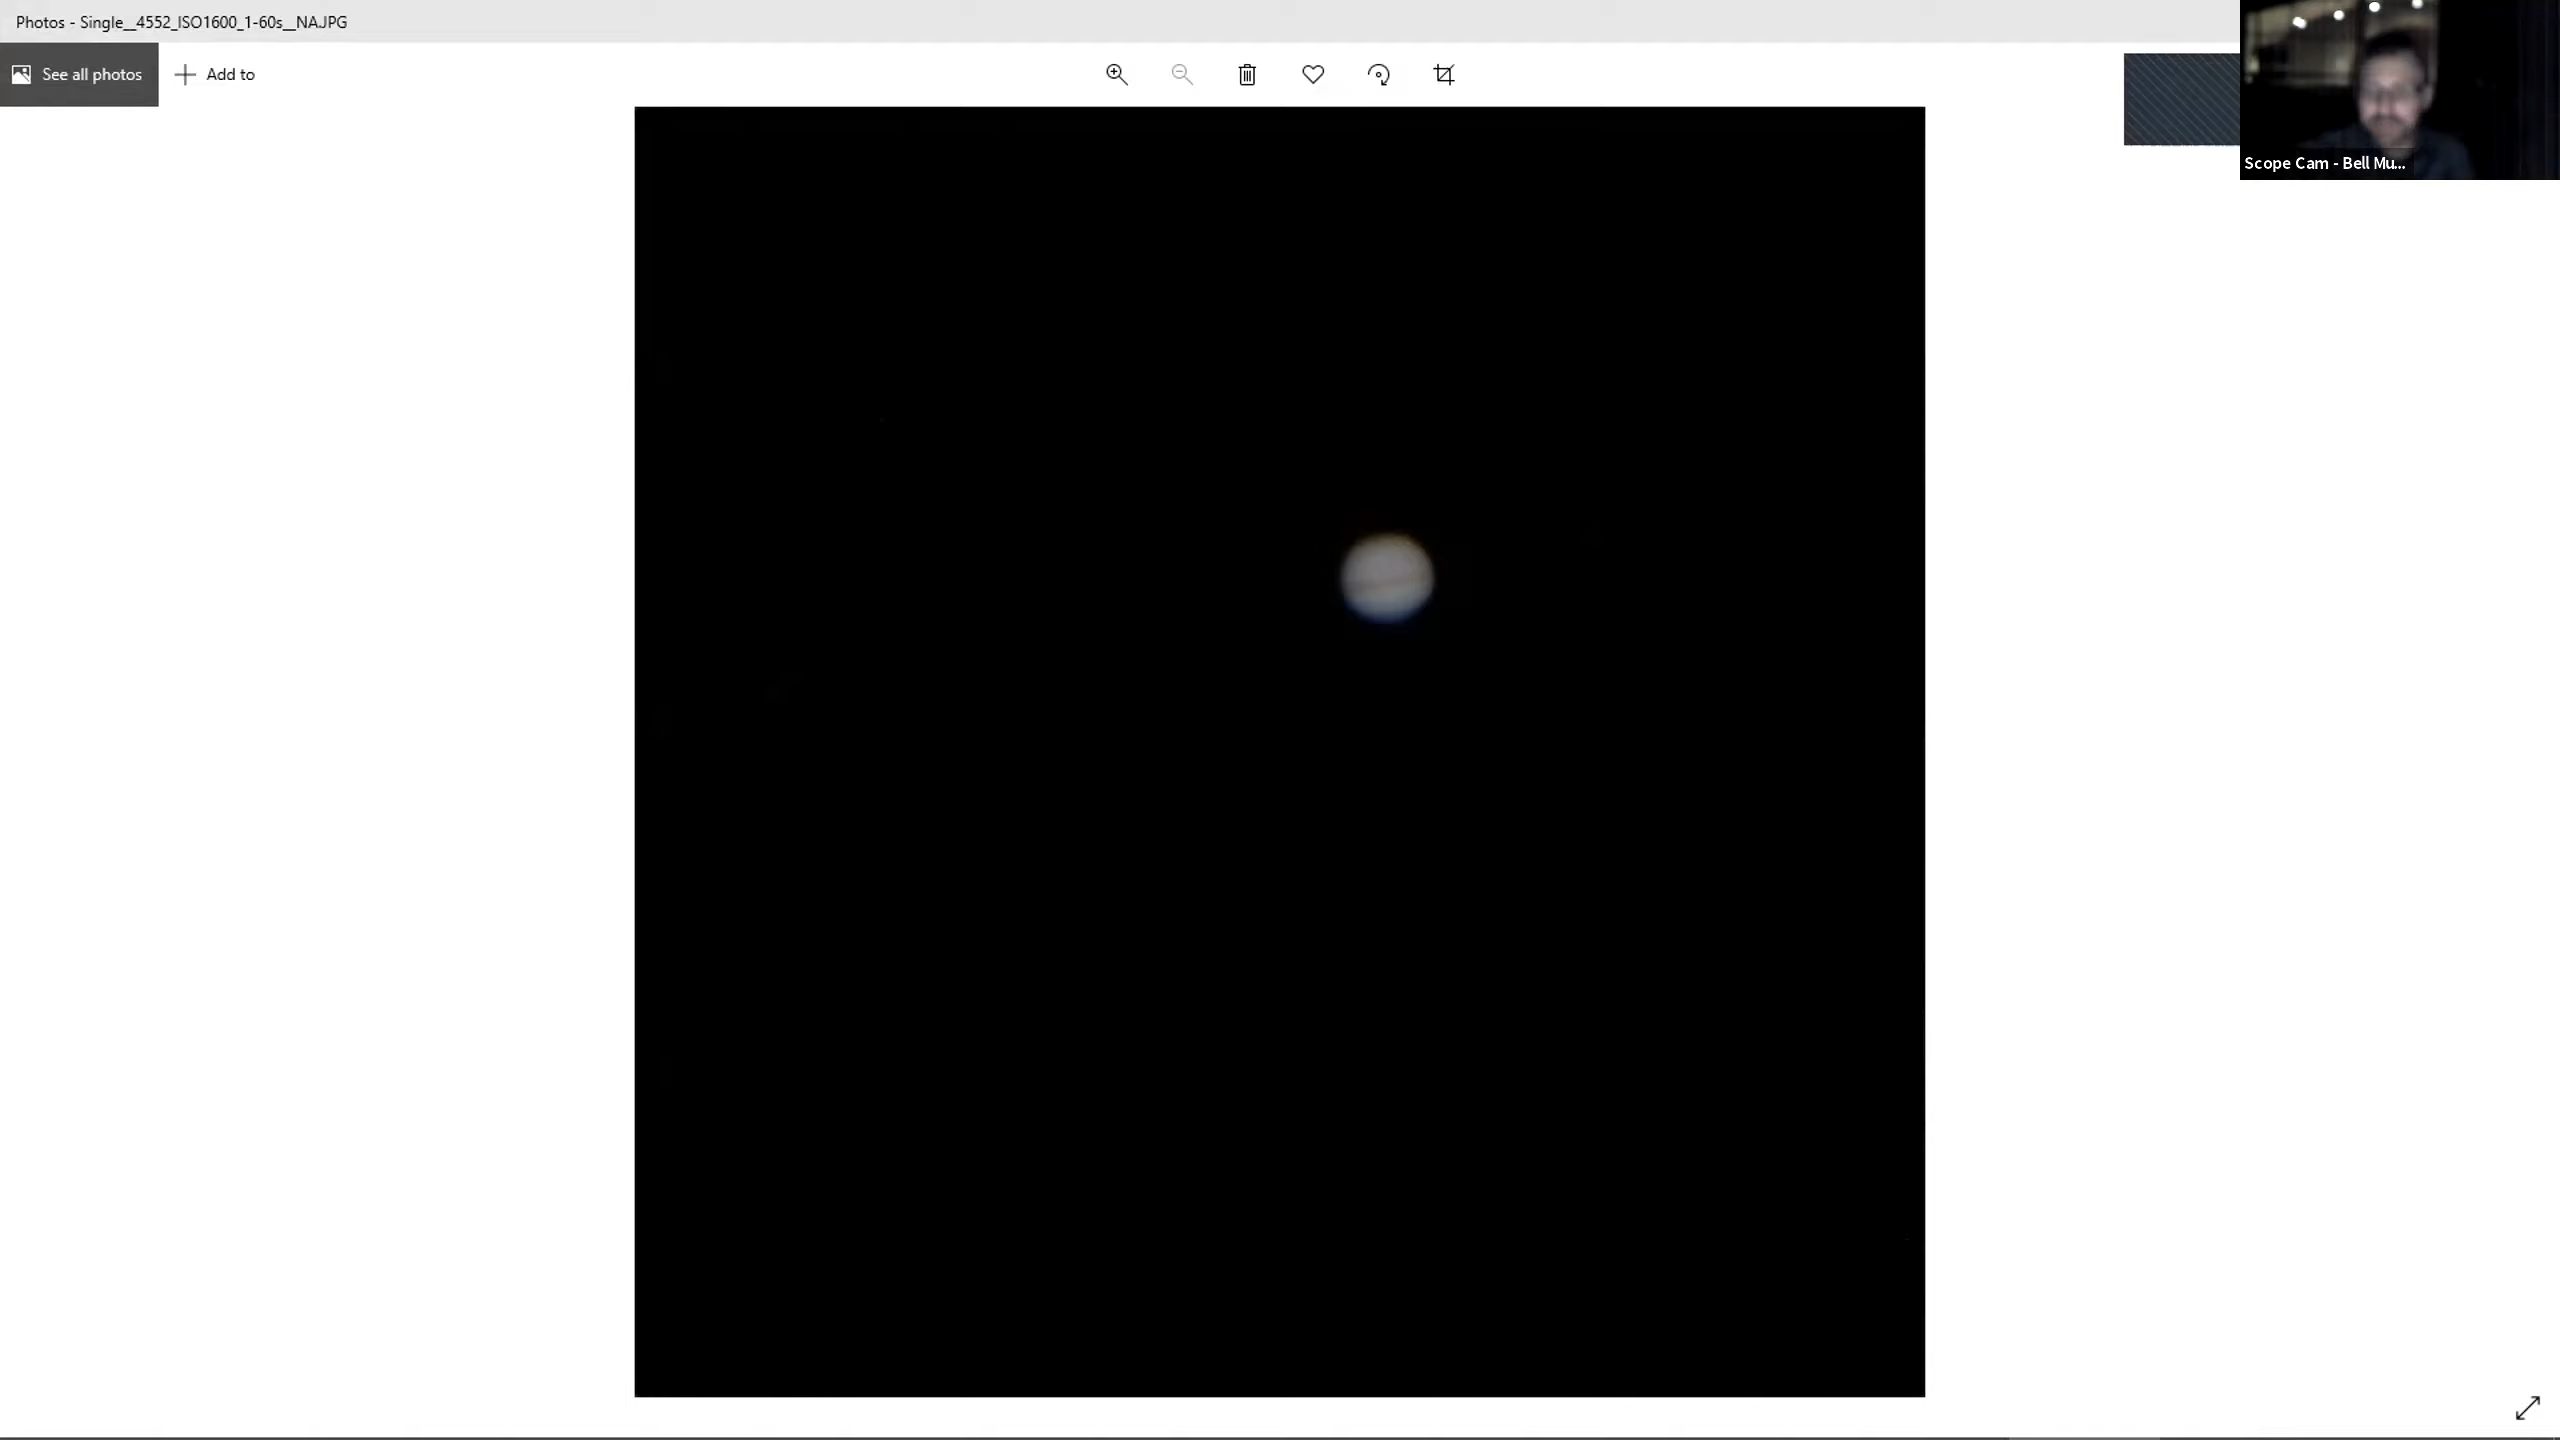 Photos - Single__4552_ISO1600_1-60s__NA.JPG
See all photos
Add to
Scope Cam - Bell Mu...